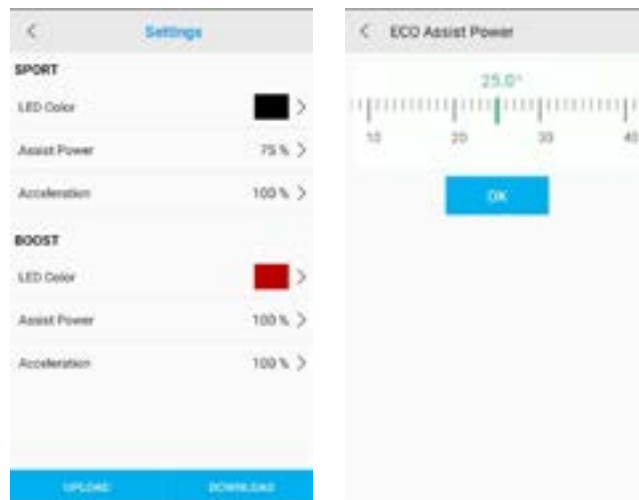 Settings
SPORT
LED Color
Assist Power 75 %
Acceleration 100 %
BOOST
LED Color
Assist Power 100 %
Acceleration 100 %
UPLOAD DOWNLOAD
ECO Assist Power
25.0°
10 20 30 40
OK